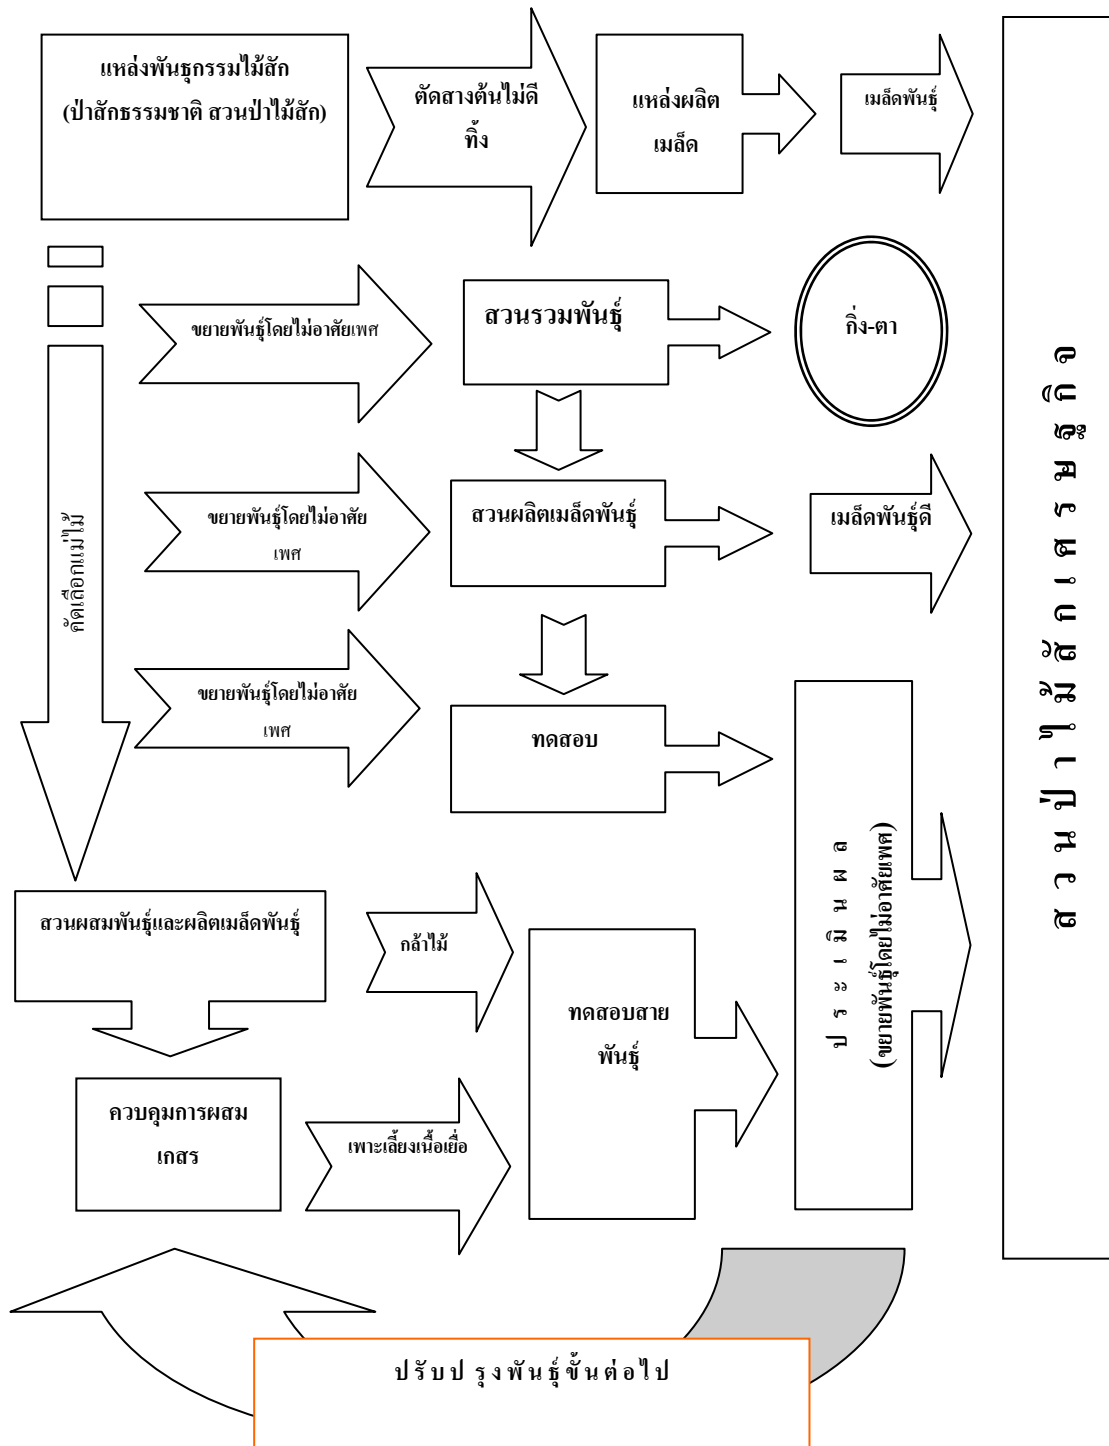 แหล่งพันธุกรรมไม้สัก
(ป่าสักธรรมชาติ สวนป่าไม้สัก)
ตัดสางต้นไม่ดี
ทิ้ง
แหล่งผลิต
เมล็ด
เมล็ดพันธุ์
ขยายพันธุ์โดยไม่อาศัยเพศ
สวนรวมพันธุ์
กิ่ง-ตา
คัดเลือกแม่ไม้
ขยายพันธุ์โดยไม่อาศัย
เพศ
สวนผลิตเมล็ดพันธุ์
เมล็ดพันธุ์ดี
ขยายพันธุ์โดยไม่อาศัย
เพศ
ทดสอบ
สวนผสมพันธุ์และผลิตเมล็ดพันธุ์
กล้าไม้
ทดสอบสาย
พันธุ์
ควบคุมการผสม
เกสร
เพาะเลี้ยงเนื้อเยื่อ
ประเมินผล
(ขยายพันธุ์โดยไม่อาศัยเพศ)
สวนป่าไม้สักเศรษฐกิจ
ปรับปรุงพันธุ์ขั้นต่อไป